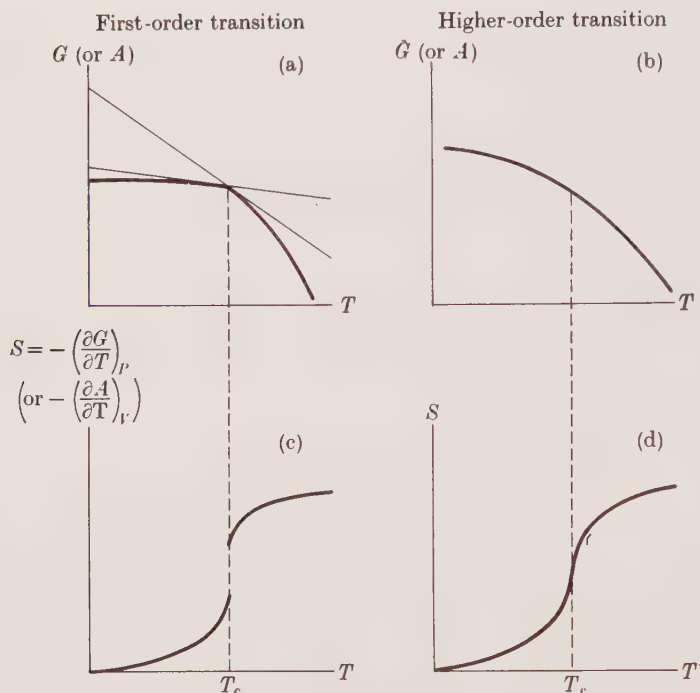 First-order transition
Higher-order transition
G (or A)
(a)
G (or A)
(b)
T
T
S = − (∂G/∂T)_P
(or − (∂A/∂T)_V)
S
(c)
(d)
T
T
T_c
T_c